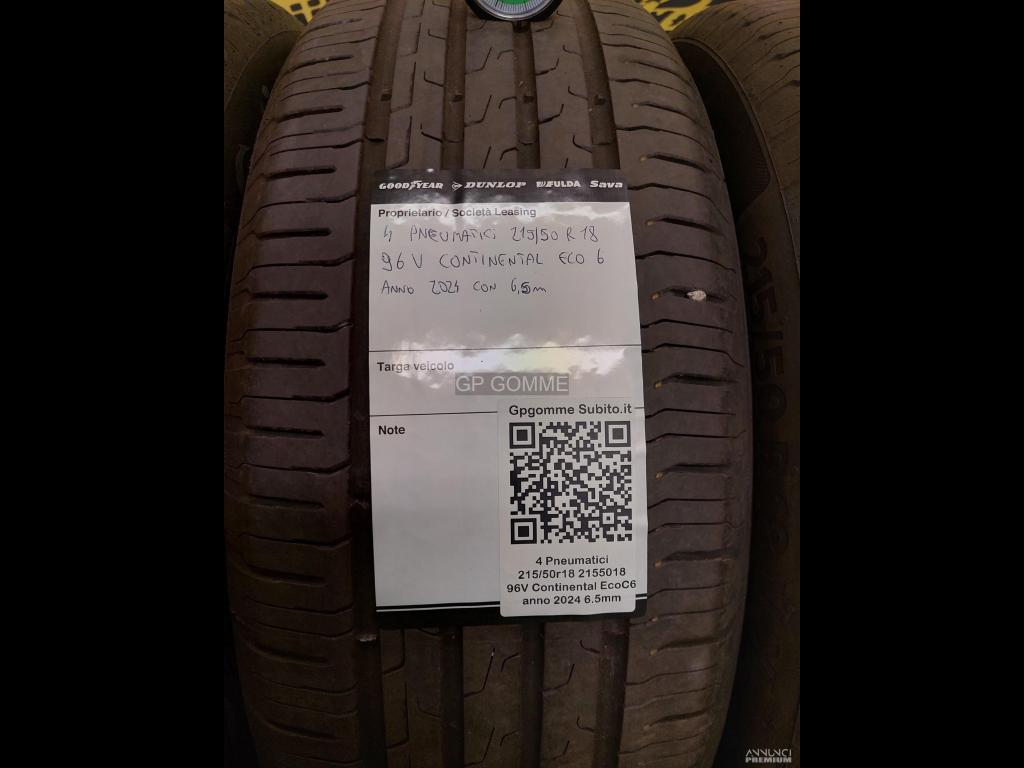 GOODYEAR DUNLOP FULDA Sava
Proprietario / Società Leasing
4 PNEUMATICI 215/50 R 18
96 V CONTINENTAL ECO 6
ANNO 2024 CON 6,5mm
Targa veicolo
GP GOMME
Note
Gpgomme Subito.it
4 Pneumatici
215/50r18 2155018
96V Continental EcoC6
anno 2024 6.5mm
215/50 R
ANNUNCI
PREMIUM